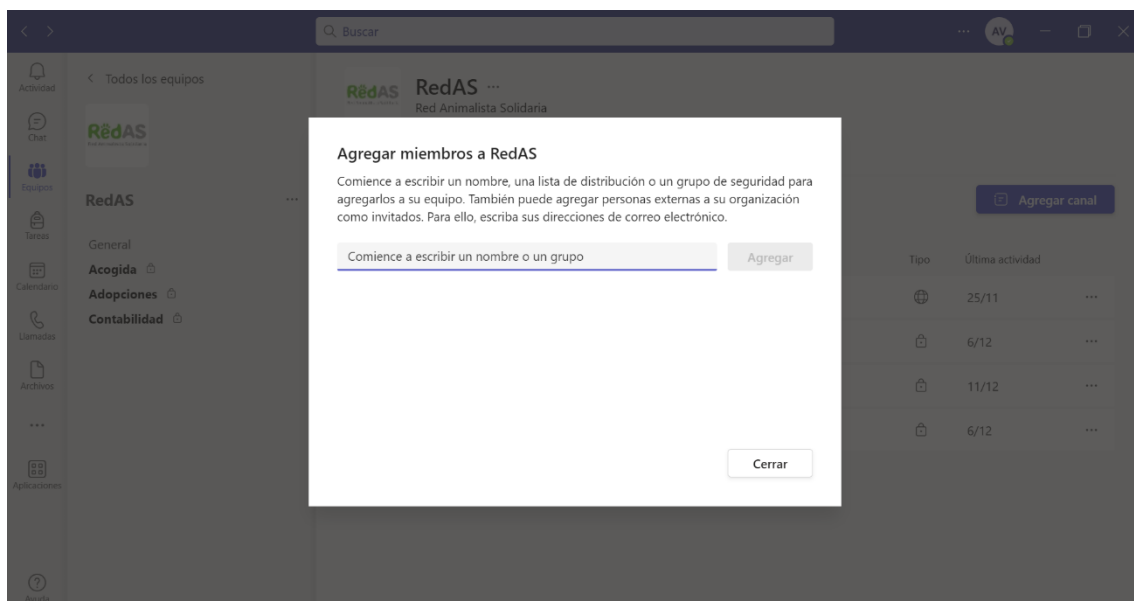 Buscar
AV
Actividad
Chat
Equipos
Tareas
Calendario
Llamadas
Archivos
Aplicaciones
Ayuda
Todos los equipos
RêdAS
RedAS
General
Acogida
Adopciones
Contabilidad
RêdAS
RedAS
Red Animalista Solidaria
Agregar canal
Tipo
Última actividad
25/11
6/12
11/12
6/12
Agregar miembros a RedAS
Comience a escribir un nombre, una lista de distribución o un grupo de seguridad para
agregarlos a su equipo. También puede agregar personas externas a su organización
como invitados. Para ello, escriba sus direcciones de correo electrónico.
Comience a escribir un nombre o un grupo
Agregar
Cerrar